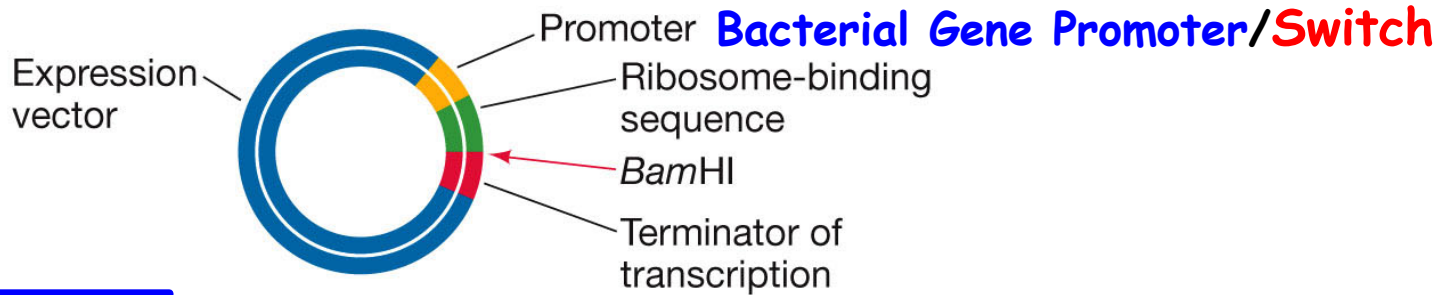 Promoter Bacterial Gene Promoter/Switch
Expression
vector
Ribosome-binding
sequence
BamHI
Terminator of
transcription